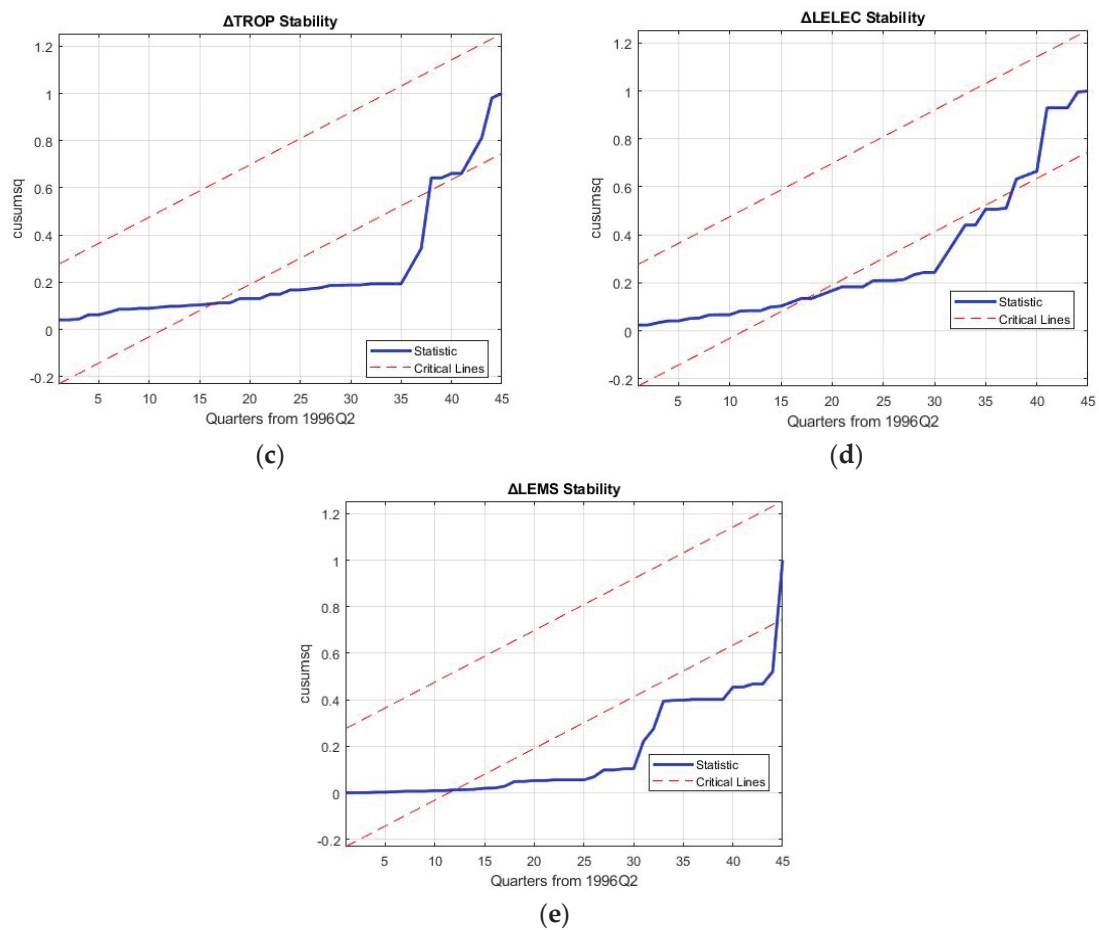 ΔTROP Stability
1.2
1
0.8
0.6
0.4
0.2
0
-0.2
cusumsq
Statistic
Critical Lines
5 10 15 20 25 30 35 40 45
Quarters from 1996Q2
(c)
ΔLELEC Stability
1.2
1
0.8
0.6
0.4
0.2
0
-0.2
cusumsq
Statistic
Critical Lines
5 10 15 20 25 30 35 40 45
Quarters from 1996Q2
(d)
ΔLEMS Stability
1.2
1
0.8
0.6
0.4
0.2
0
-0.2
cusumsq
Statistic
Critical Lines
5 10 15 20 25 30 35 40 45
Quarters from 1996Q2
(e)